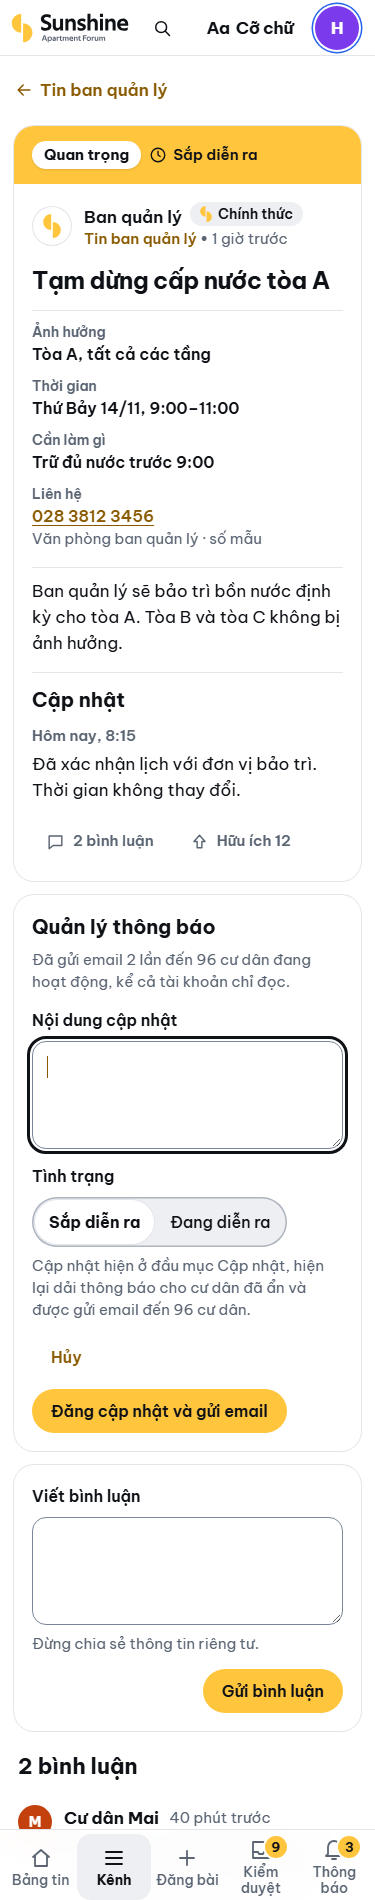 Sunshine
Apartment Forum
Aa Cỡ chữ
H
Tin ban quản lý
Quan trọng
Sắp diễn ra
Ban quản lý
Chính thức
Tin ban quản lý • 1 giờ trước
Tạm dừng cấp nước tòa A
Ảnh hưởng
Tòa A, tất cả các tầng
Thời gian
Thứ Bảy 14/11, 9:00–11:00
Cần làm gì
Trữ đủ nước trước 9:00
Liên hệ
028 3812 3456
Văn phòng ban quản lý · số mẫu
Ban quản lý sẽ bảo trì bồn nước định
kỳ cho tòa A. Tòa B và tòa C không bị
ảnh hưởng.
Cập nhật
Hôm nay, 8:15
Đã xác nhận lịch với đơn vị bảo trì.
Thời gian không thay đổi.
2 bình luận
Hữu ích 12
Quản lý thông báo
Đã gửi email 2 lần đến 96 cư dân đang
hoạt động, kể cả tài khoản chỉ đọc.
Nội dung cập nhật
Tình trạng
Sắp diễn ra
Đang diễn ra
Cập nhật hiện ở đầu mục Cập nhật, hiện
lại dải thông báo cho cư dân đã ẩn và
được gửi email đến 96 cư dân.
Hủy
Đăng cập nhật và gửi email
Viết bình luận
Đừng chia sẻ thông tin riêng tư.
Gửi bình luận
2 bình luận
M
Cư dân Mai
40 phút trước
Bảng tin
Kênh
Đăng bài
9
Kiểm
duyệt
3
Thông
báo